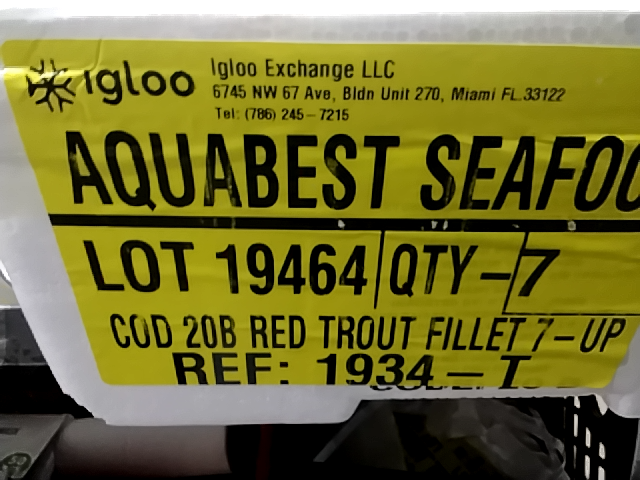 igloo
Igloo Exchange LLC
6745 NW 67 Ave, Bldn Unit 270, Miami FL.33122
Tel: (786) 245-7215
AQUABEST SEAFOO
LOT 19464 QTY-7
COD 20B RED TROUT FILLET 7-UP
REF: 1934-I